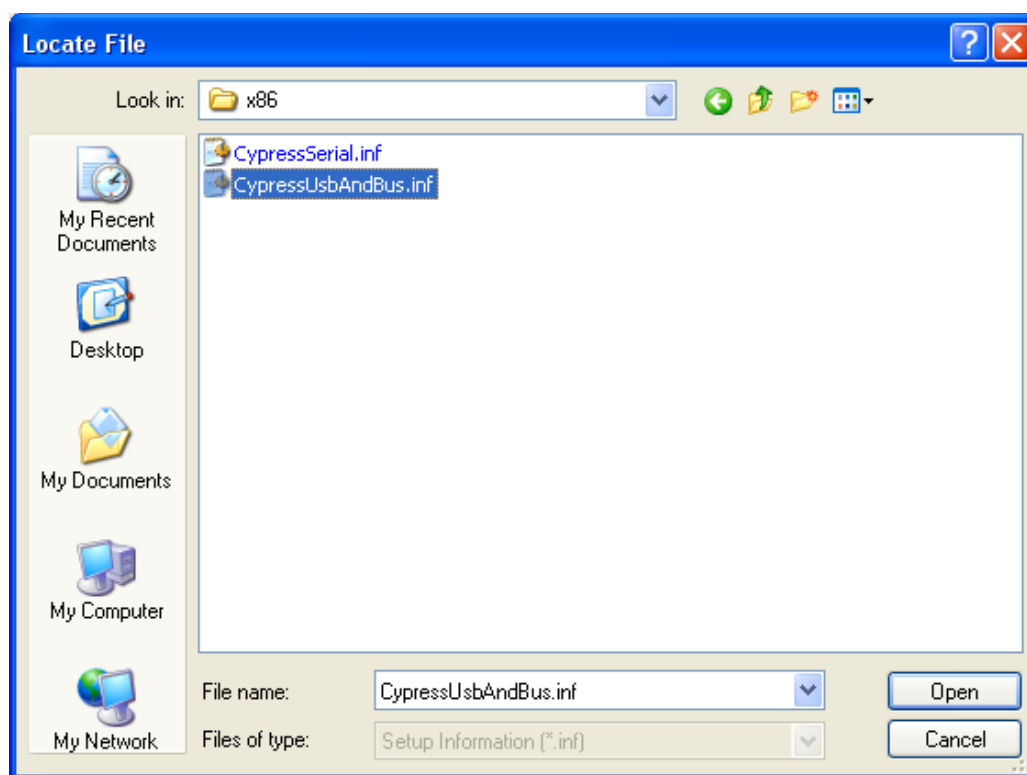 Locate File
Look in:
x86
CypressSerial.inf
CypressUsbAndBus.inf
My Recent
Documents
Desktop
My Documents
My Computer
My Network
File name:
CypressUsbAndBus.inf
Open
Files of type:
Setup Information (*.inf)
Cancel